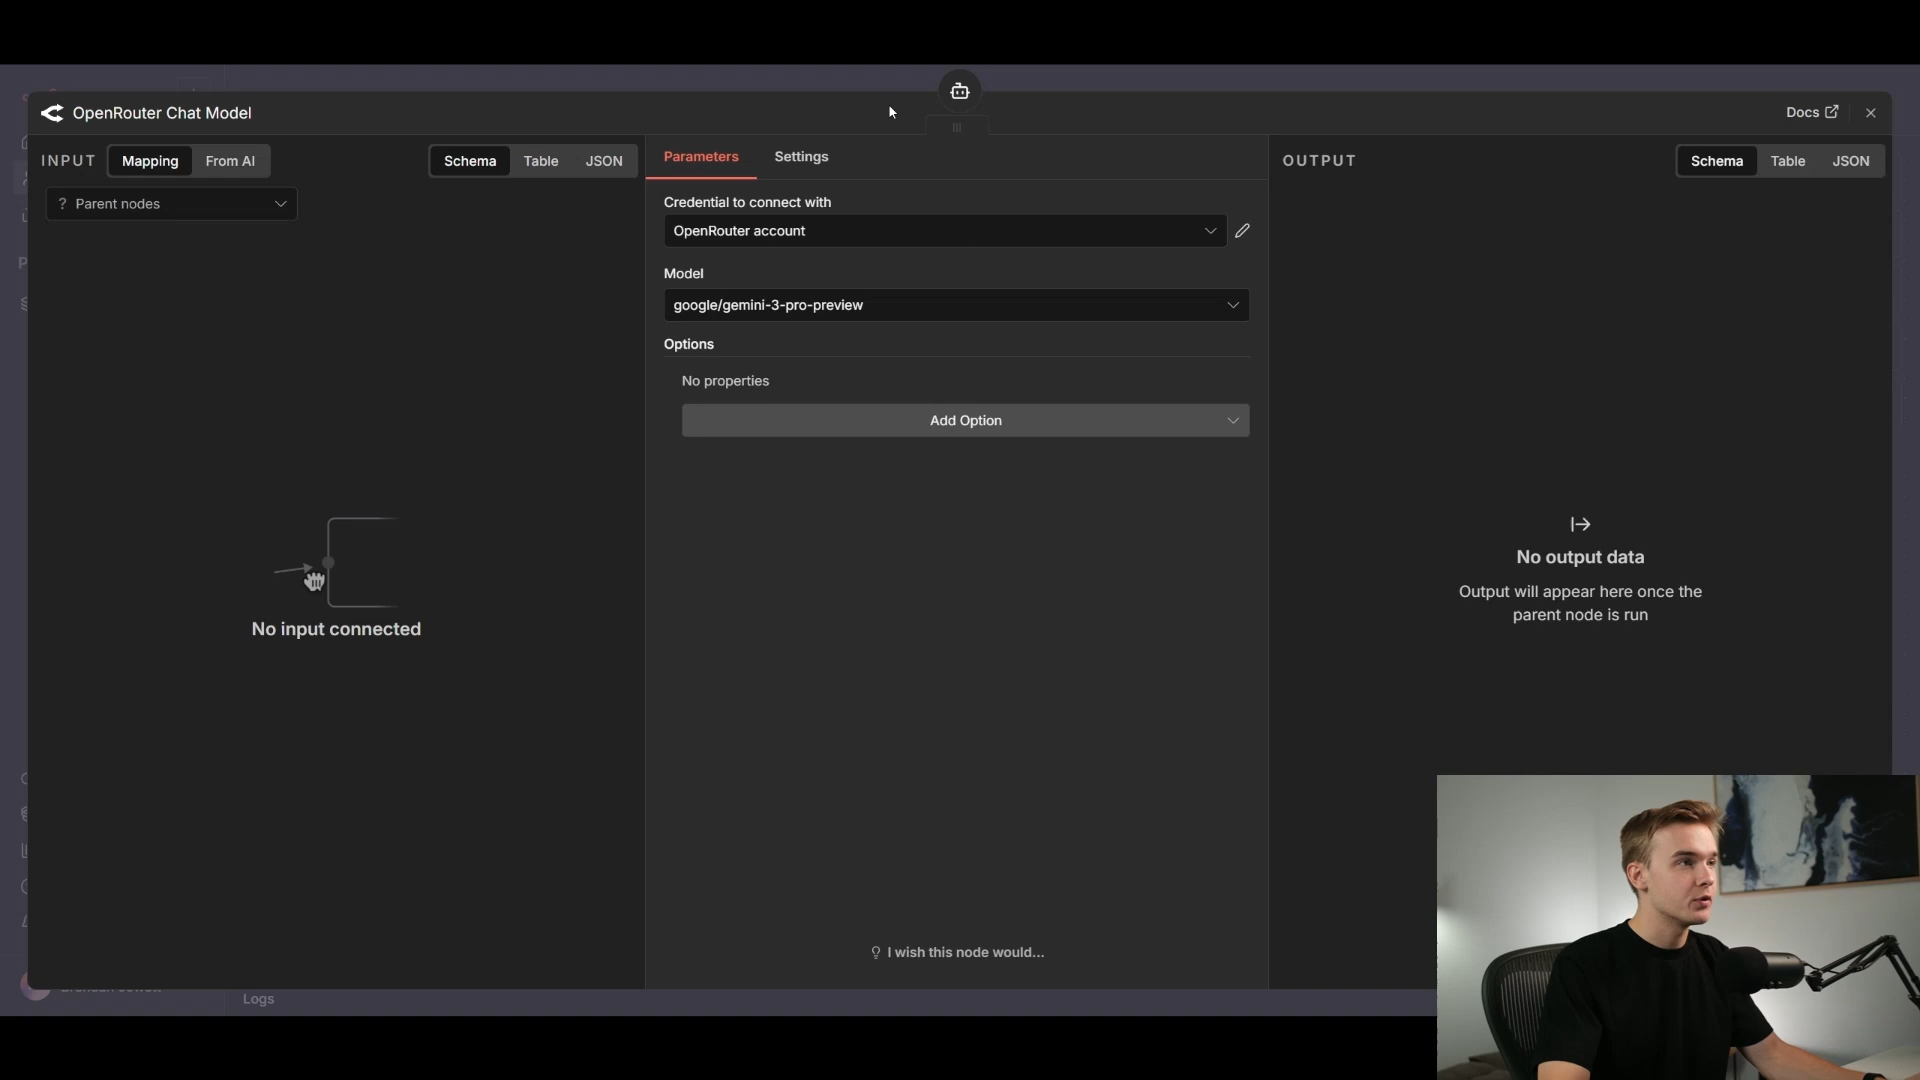 OpenRouter Chat Model
Docs
INPUT
Mapping
From AI
Schema
Table
JSON
? Parent nodes
No input connected
Parameters
Settings
Credential to connect with
OpenRouter account
Model
google/gemini-3-pro-preview
Options
No properties
Add Option
I wish this node would...
OUTPUT
Schema
Table
JSON
No output data
Output will appear here once the
parent node is run
Logs